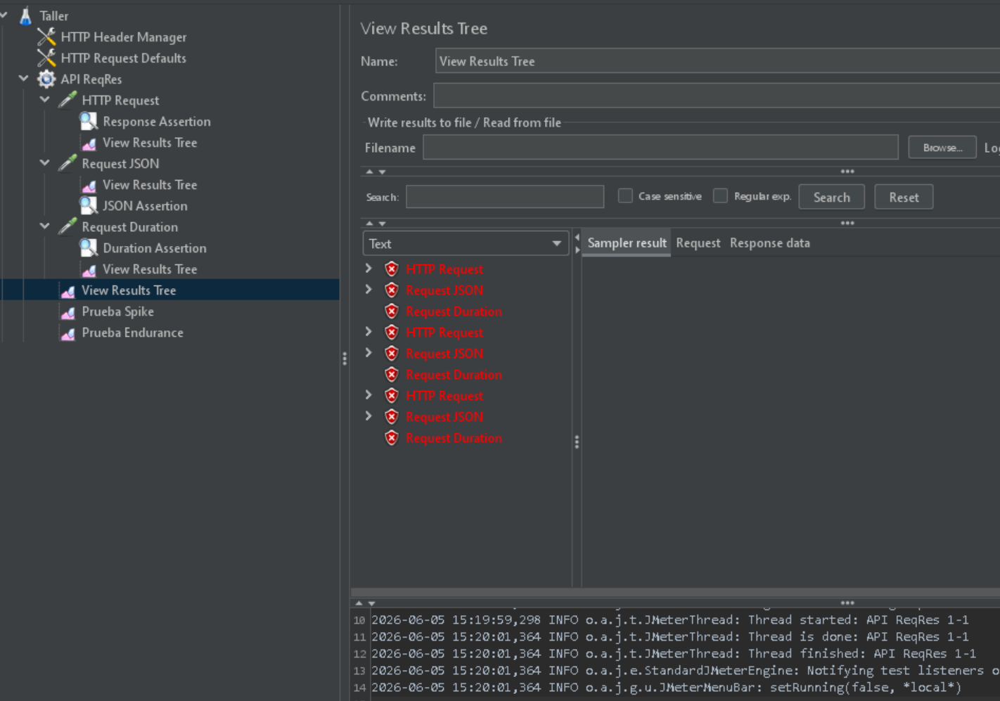 Taller
HTTP Header Manager
HTTP Request Defaults
API ReqRes
HTTP Request
Response Assertion
View Results Tree
Request JSON
View Results Tree
JSON Assertion
Request Duration
Duration Assertion
View Results Tree
View Results Tree
Prueba Spike
Prueba Endurance
View Results Tree
Name: View Results Tree
Comments:
Write results to file / Read from file
Filename Browse... Log
Search: Case sensitive Regular exp. Search Reset
Text Sampler result Request Response data
HTTP Request
Request JSON
Request Duration
HTTP Request
Request JSON
Request Duration
HTTP Request
Request JSON
Request Duration
10 2026-06-05 15:19:59,298 INFO o.a.j.t.JMeterThread: Thread started: API ReqRes 1-1
11 2026-06-05 15:20:01,364 INFO o.a.j.t.JMeterThread: Thread is done: API ReqRes 1-1
12 2026-06-05 15:20:01,364 INFO o.a.j.t.JMeterThread: Thread finished: API ReqRes 1-1
13 2026-06-05 15:20:01,364 INFO o.a.j.e.StandardJMeterEngine: Notifying test listeners o
14 2026-06-05 15:20:01,364 INFO o.a.j.g.u.JMeterMenuBar: setRunning(false, *local*)